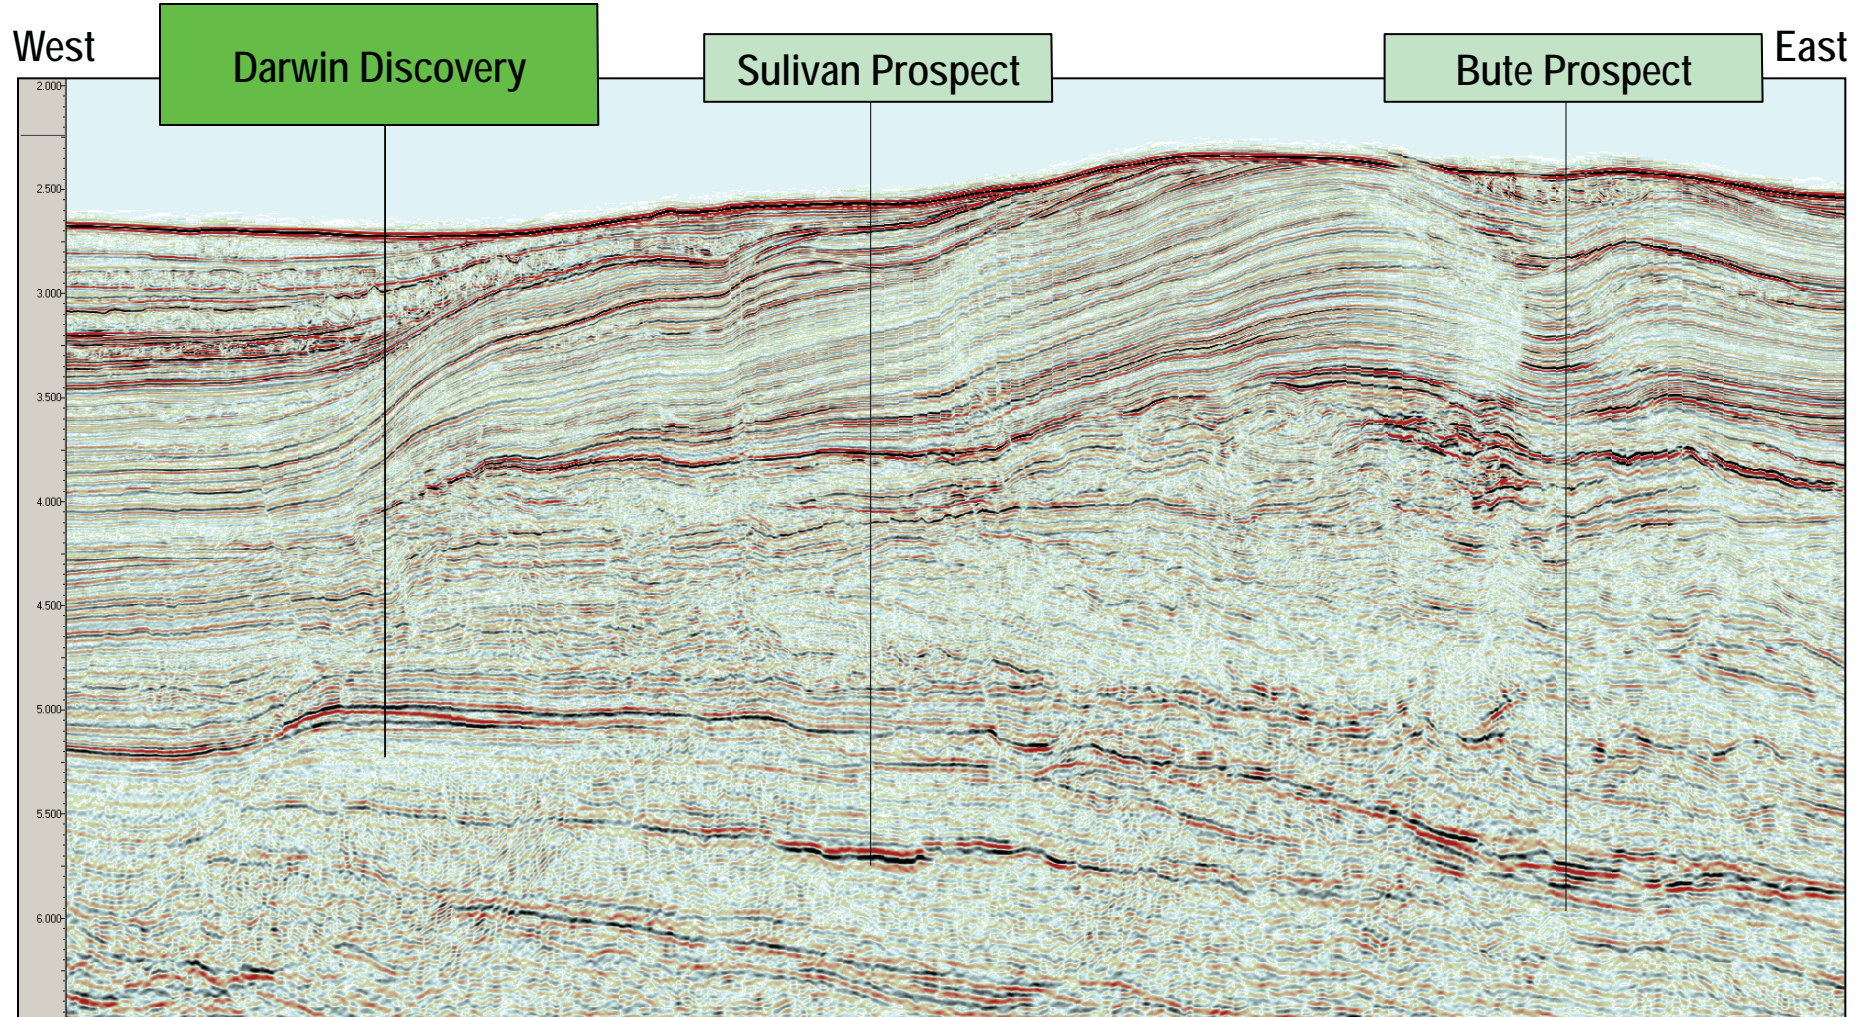 West
Darwin Discovery
Sulivan Prospect
Bute Prospect
East
2.000
2.500
3.000
3.500
4.000
4.500
5.000
5.500
6.000